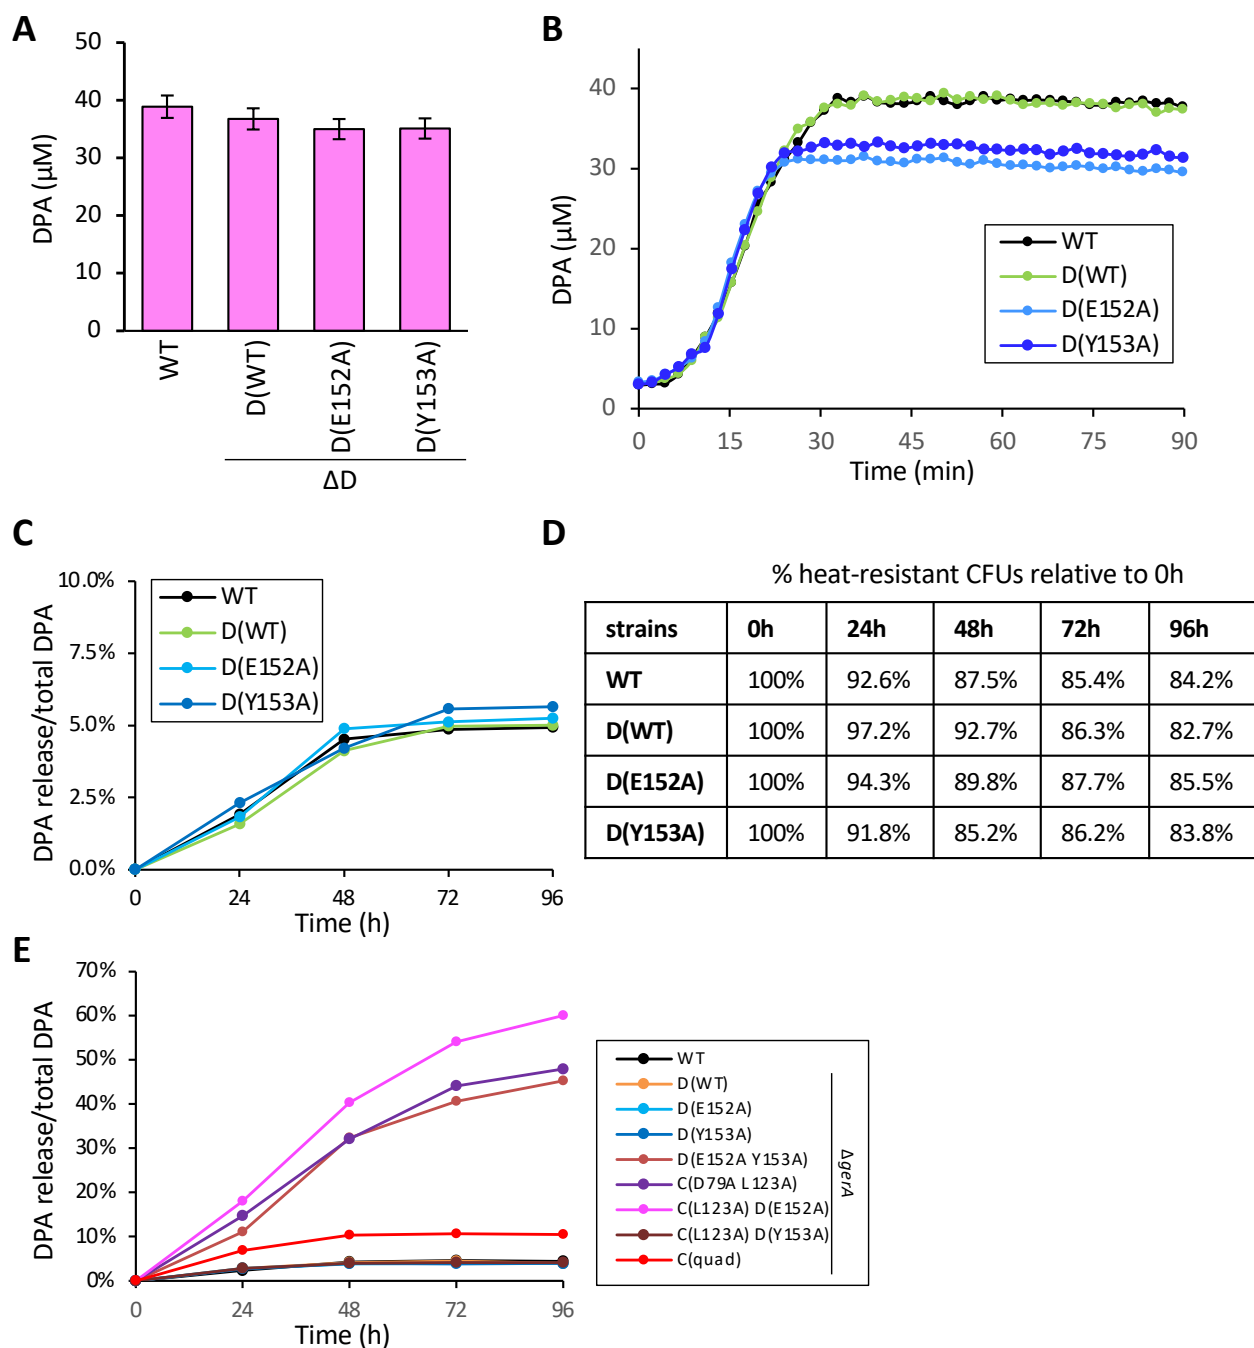 A
50
40
30
20
10
0
DPA (µM)
WT
D(WT)
D(E152A)
D(Y153A)
ΔD
B
40
30
20
10
0
DPA (µM)
0 15 30 45 60 75 90
Time (min)
WT
D(WT)
D(E152A)
D(Y153A)
C
10.0%
7.5%
5.0%
2.5%
0.0%
DPA release/total DPA
0 24 48 72 96
Time (h)
WT
D(WT)
D(E152A)
D(Y153A)
D
% heat-resistant CFUs relative to 0h
strains 0h 24h 48h 72h 96h
WT 100% 92.6% 87.5% 85.4% 84.2%
D(WT) 100% 97.2% 92.7% 86.3% 82.7%
D(E152A) 100% 94.3% 89.8% 87.7% 85.5%
D(Y153A) 100% 91.8% 85.2% 86.2% 83.8%
E
70%
60%
50%
40%
30%
20%
10%
0%
DPA release/total DPA
0 24 48 72 96
Time (h)
WT
D(WT)
D(E152A)
D(Y153A)
D(E152A Y153A)
C(D79A L123A)
C(L123A) D(E152A)
C(L123A) D(Y153A)
C(quad)
ΔgerA